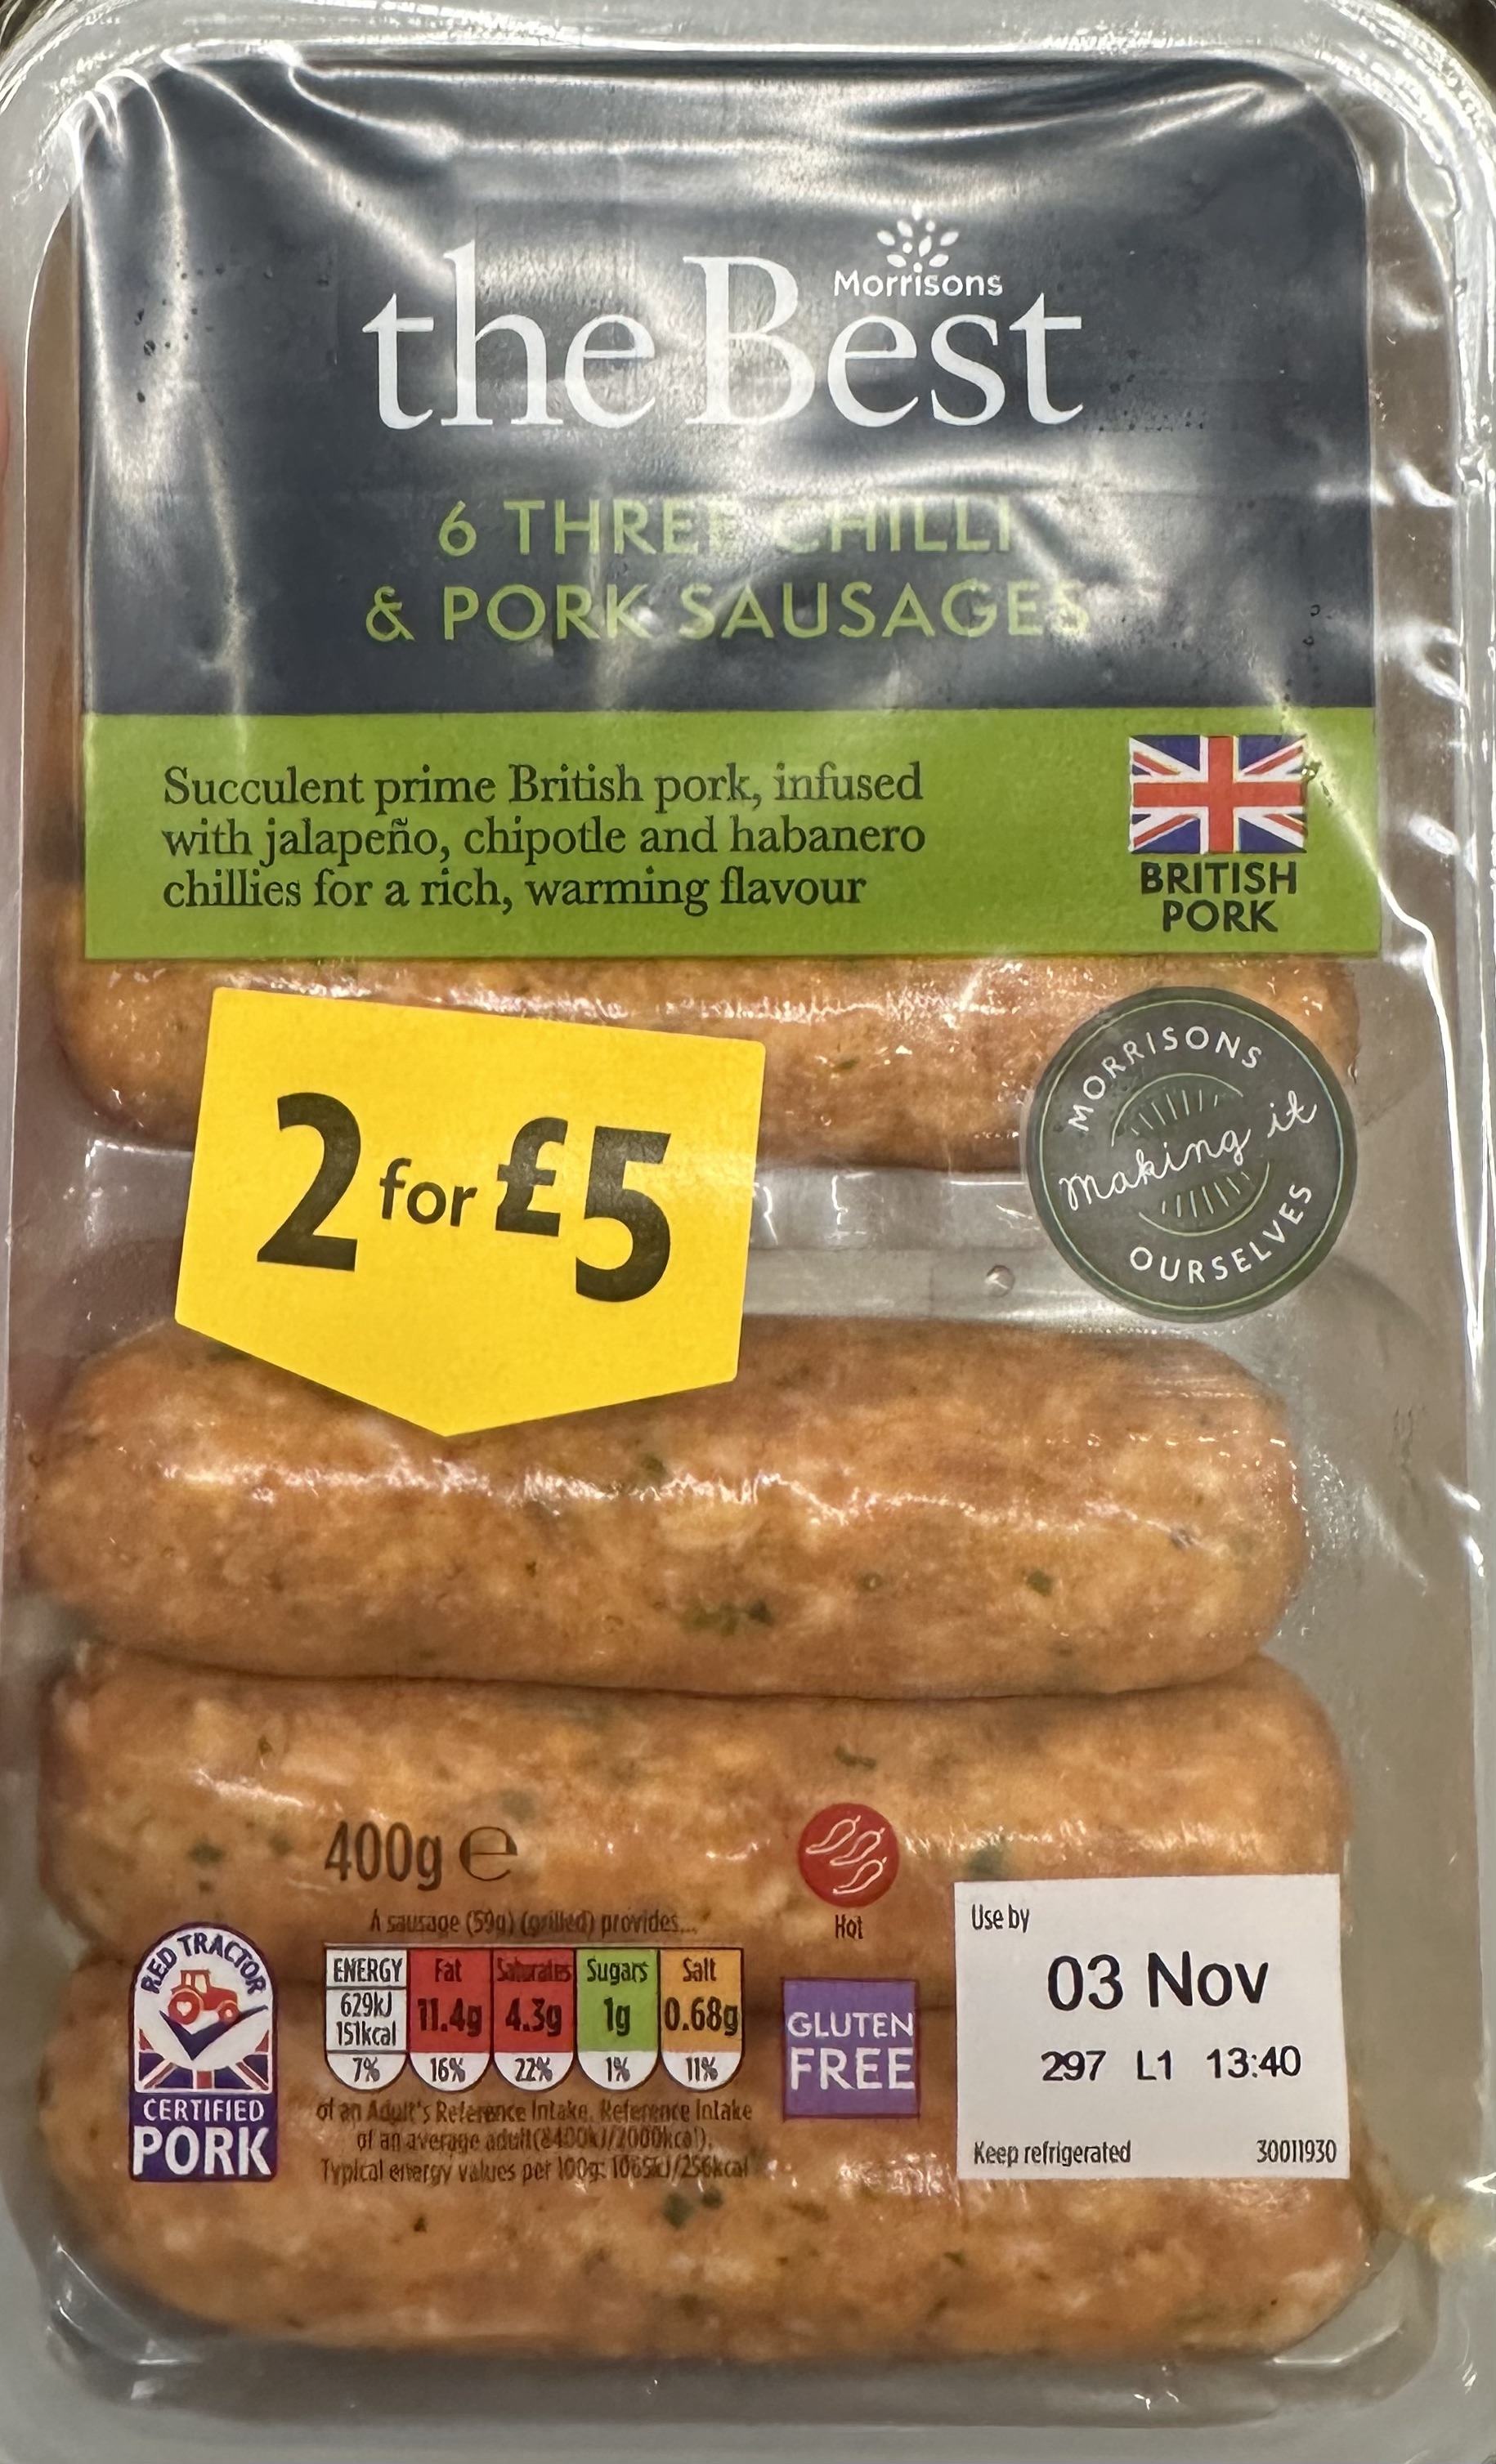 Morrisons
the Best
6 THREE CHILLI
& PORK SAUSAGES
Succulent prime British pork, infused
with jalapeño, chipotle and habanero
chillies for a rich, warming flavour
BRITISH
PORK
2 for £5
MORRISONS
Making it
OURSELVES
400g e
Hot
A sausage (59g) (grilled) provides...
ENERGY Fat Saturates Sugars Salt
629kJ
151kcal 11.4g 4.3g 1g 0.68g
7% 16% 22% 1% 11%
of an Adult's Reference Intake. Reference Intake
of an average adult (8400kJ/2000kcal).
Typical energy values per 100g: 1065kJ/256kcal
RED TRACTOR
CERTIFIED
PORK
GLUTEN
FREE
Use by
03 Nov
297 L1 13:40
Keep refrigerated 30011930